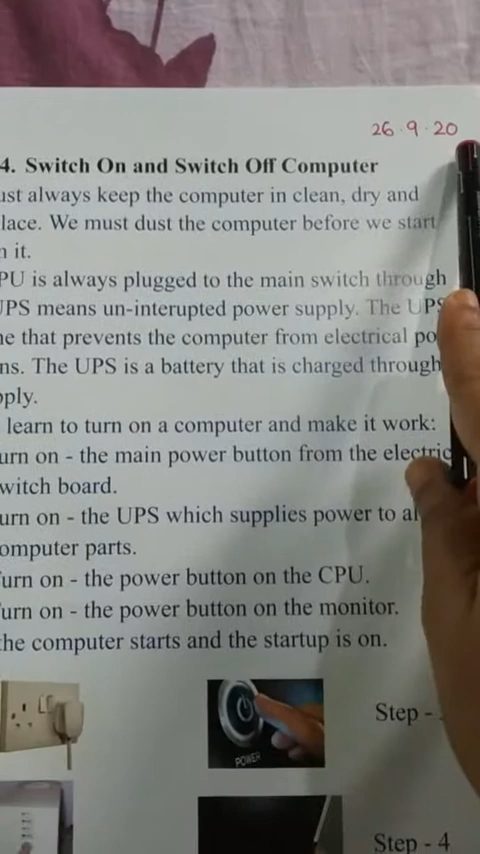 26.9.20
4. Switch On and Switch Off Computer
ust always keep the computer in clean, dry and
lace. We must dust the computer before we start
n it.
PU is always plugged to the main switch through
UPS means un-interupted power supply. The UPS
ne that prevents the computer from electrical po
ns. The UPS is a battery that is charged through
pply.
learn to turn on a computer and make it work:
urn on - the main power button from the electric
witch board.
urn on - the UPS which supplies power to al
omputer parts.
Turn on - the power button on the CPU.
Turn on - the power button on the monitor.
the computer starts and the startup is on.
Step -
POWER
Step - 4